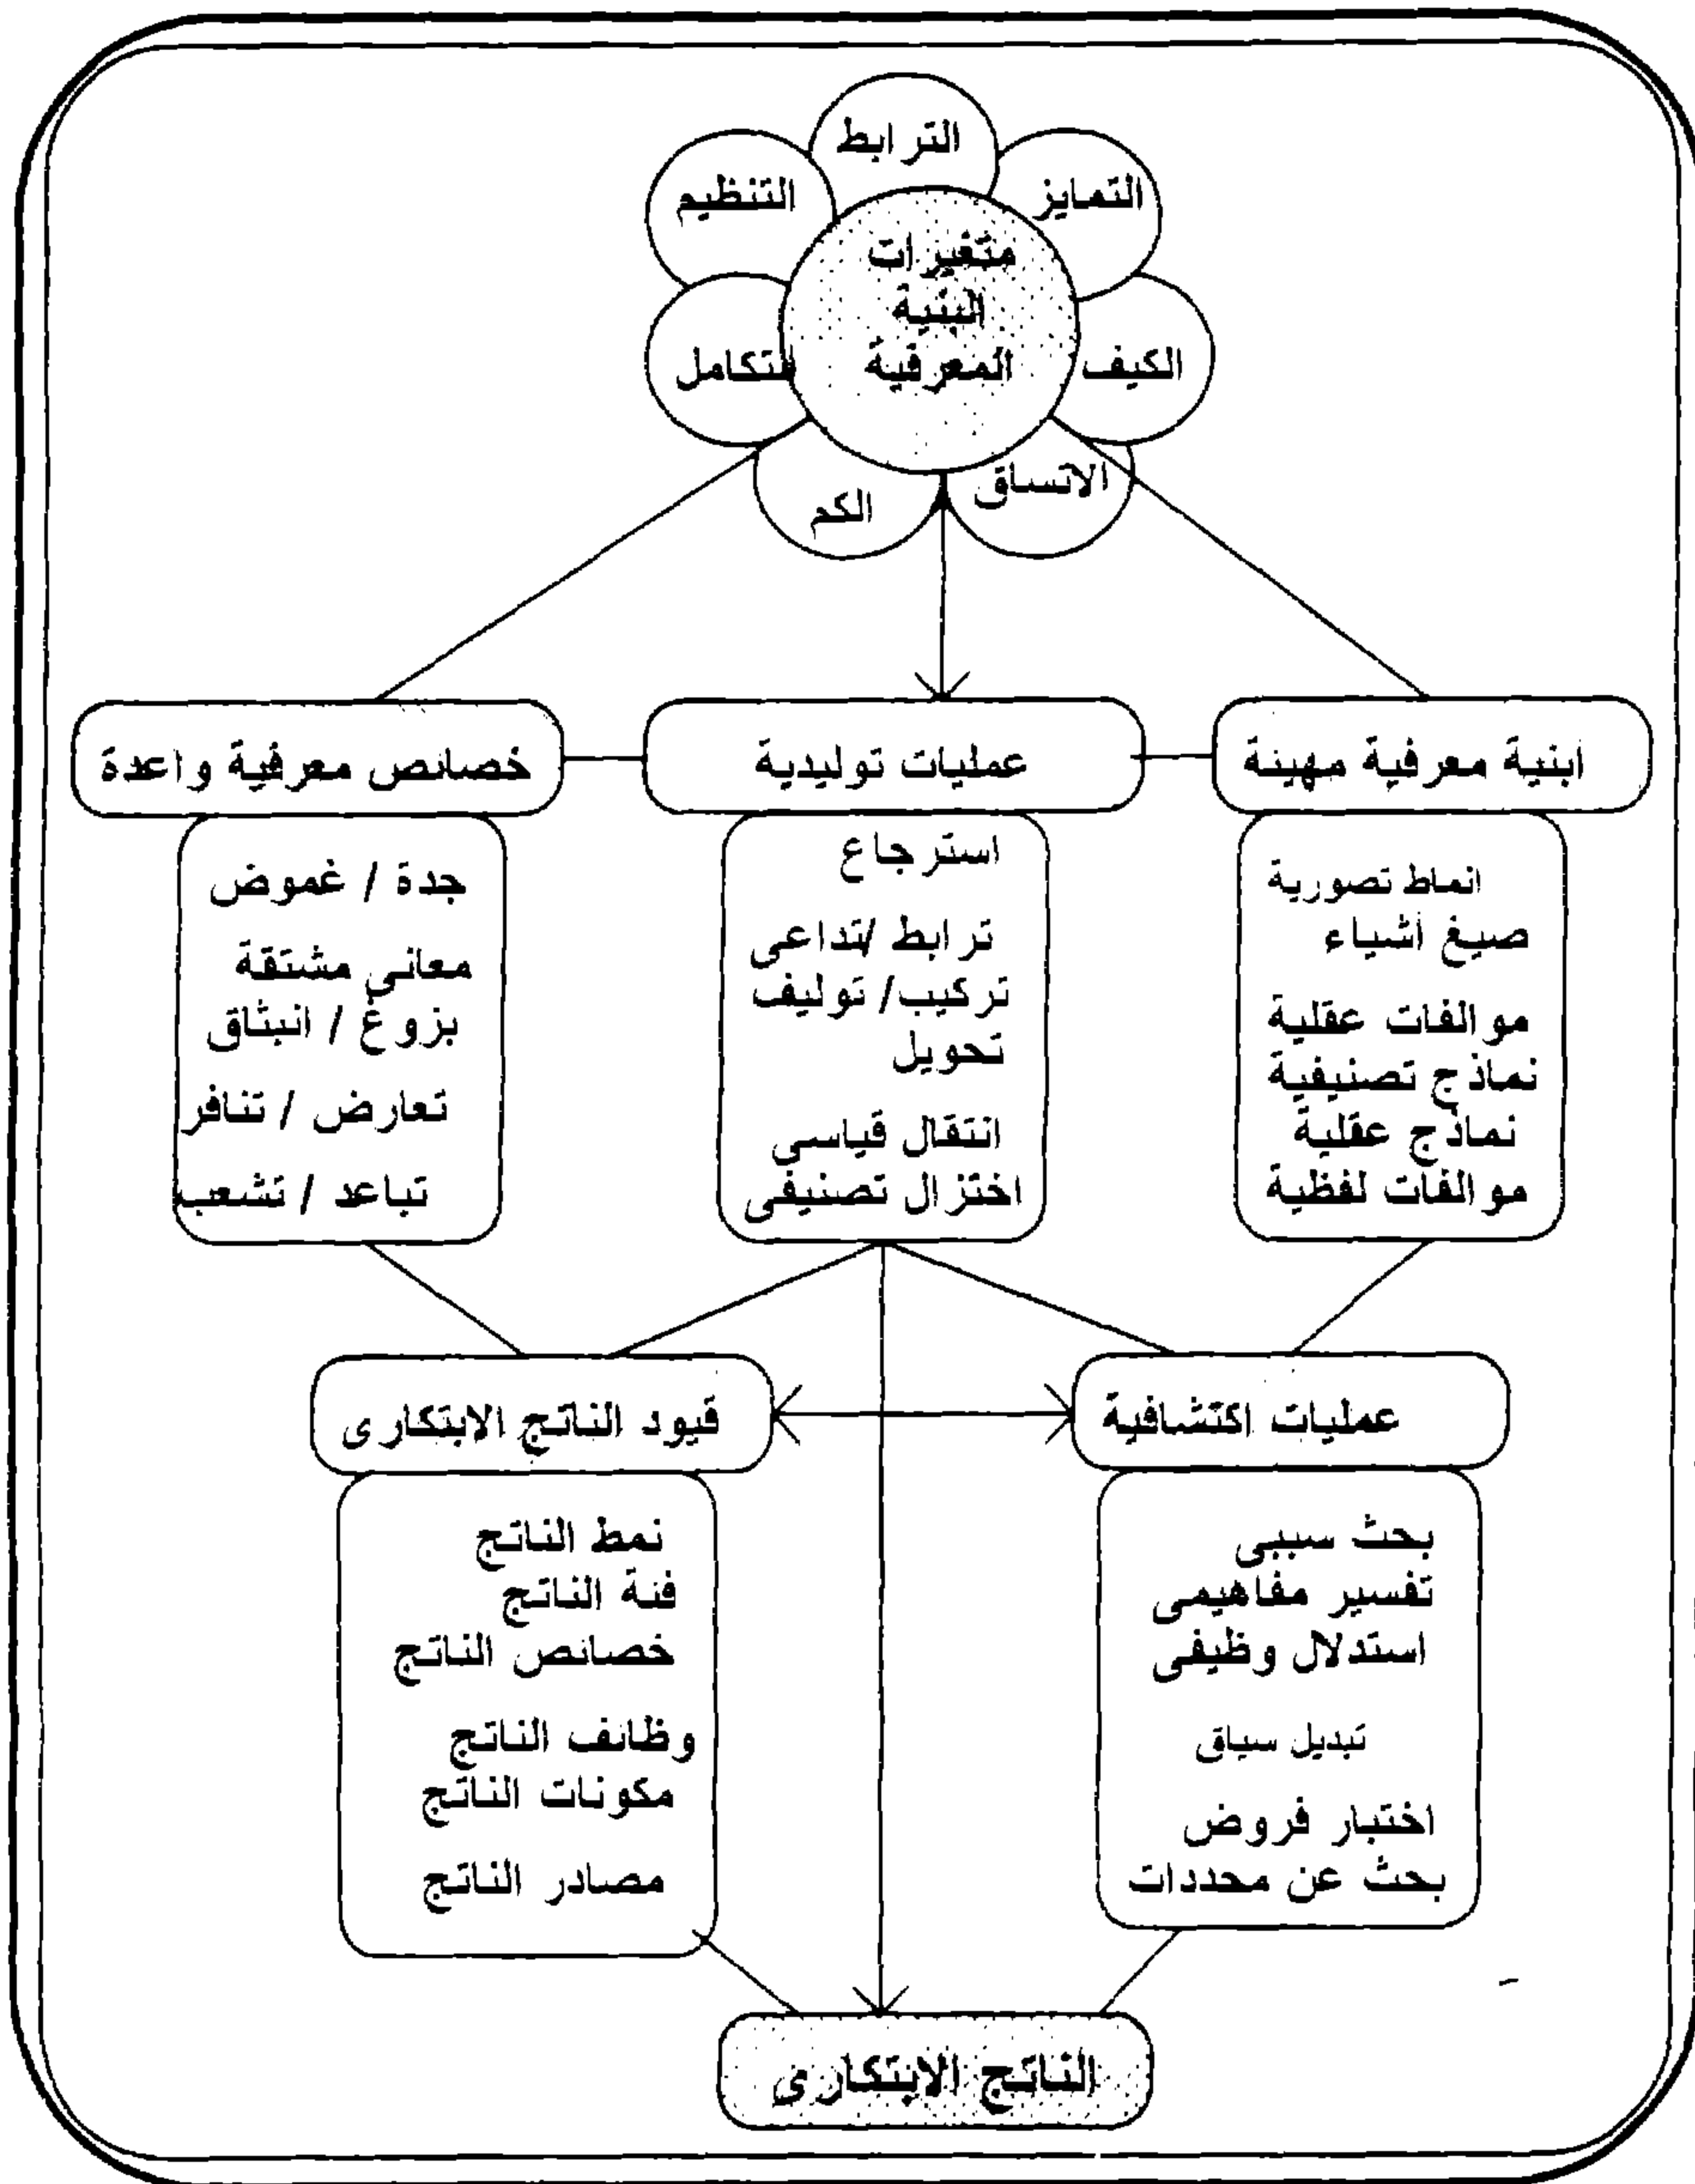 الترابط
التمايز
التنظيم
متغيرات
البنية
المعرفية
الكيف
التكامل
الاتساق
الكم
أبنية معرفية مهينة
عمليات توليدية
خصائص معرفية واعدة
انماط تصورية
صيغ أشياء
موالفات عقلية
نماذج تصنيفية
نماذج عقلية
موالفات لفظية
استرجاع
ترابط /تداعى
تركيب/ توليف
تحويل
انتقال قياسى
اختزال تصنيفى
جدة / غموض
معانى مشتقة
بزوغ / انبثاق
تعارض / تنافر
تباعد / تشعب
عمليات اكتشافية
قيود الناتج الابتكارى
بحث سببى
تفسير مفاهيمى
استدلال وظيفى
تبديل سياق
اختبار فروض
بحث عن محددات
نمط الناتج
فئة الناتج
خصائص الناتج
وظائف الناتج
مكونات الناتج
مصادر الناتج
الناتج الابتكارى